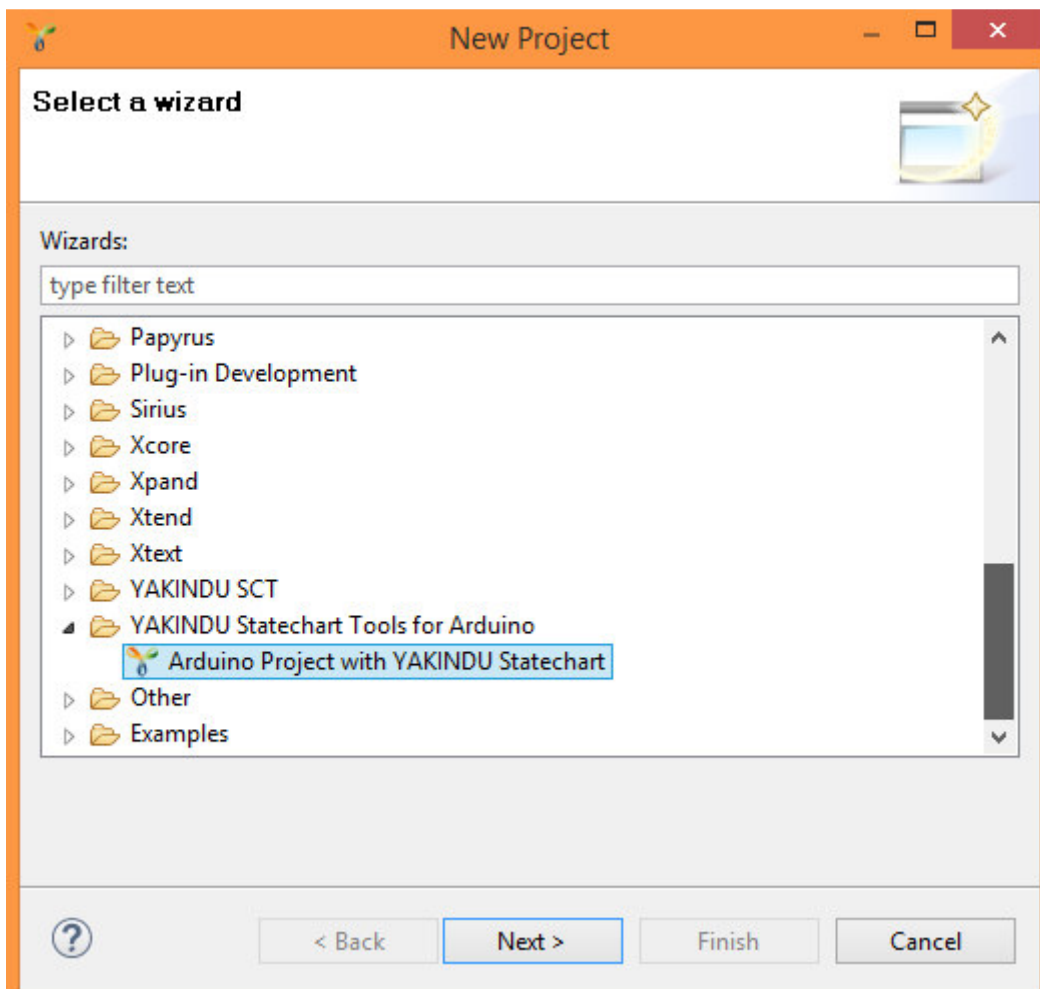 New Project
Select a wizard
Wizards:
type filter text
Papyrus
Plug-in Development
Sirius
Xcore
Xpand
Xtend
Xtext
YAKINDU SCT
YAKINDU Statechart Tools for Arduino
Arduino Project with YAKINDU Statechart
Other
Examples
< Back Next > Finish Cancel